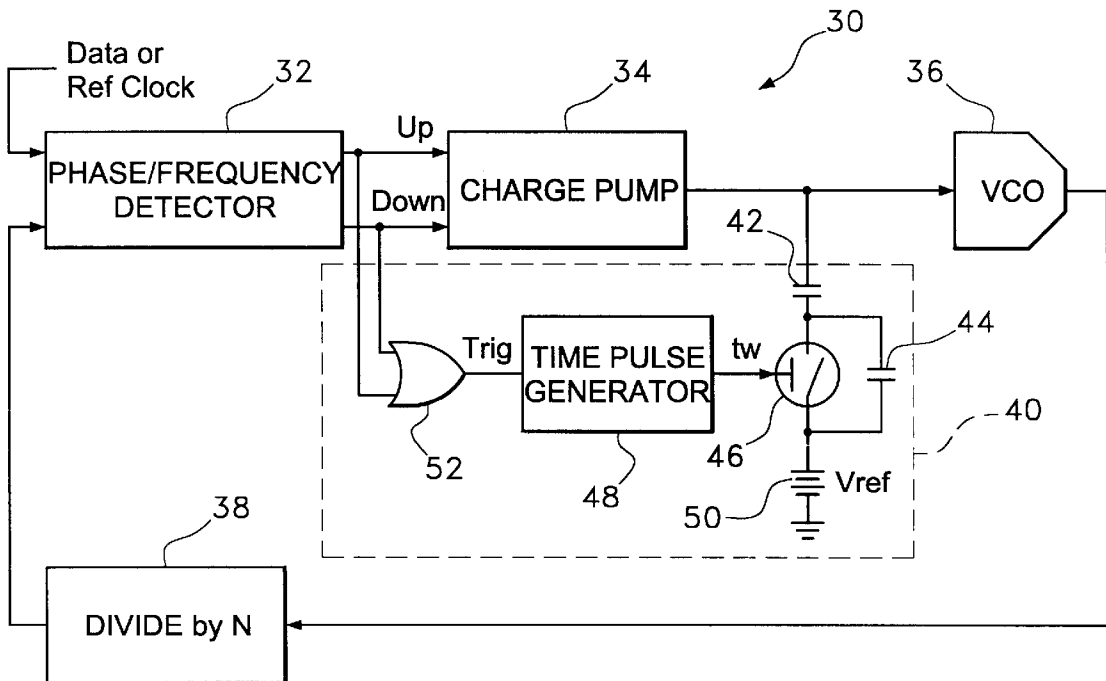 30
Data or
Ref Clock
32
34
36
Up
PHASE/FREQUENCY
DETECTOR
CHARGE PUMP
VCO
Down
42
44
Trig
TIME PULSE
GENERATOR
tw
40
52
46
48
50
Vref
38
DIVIDE by N